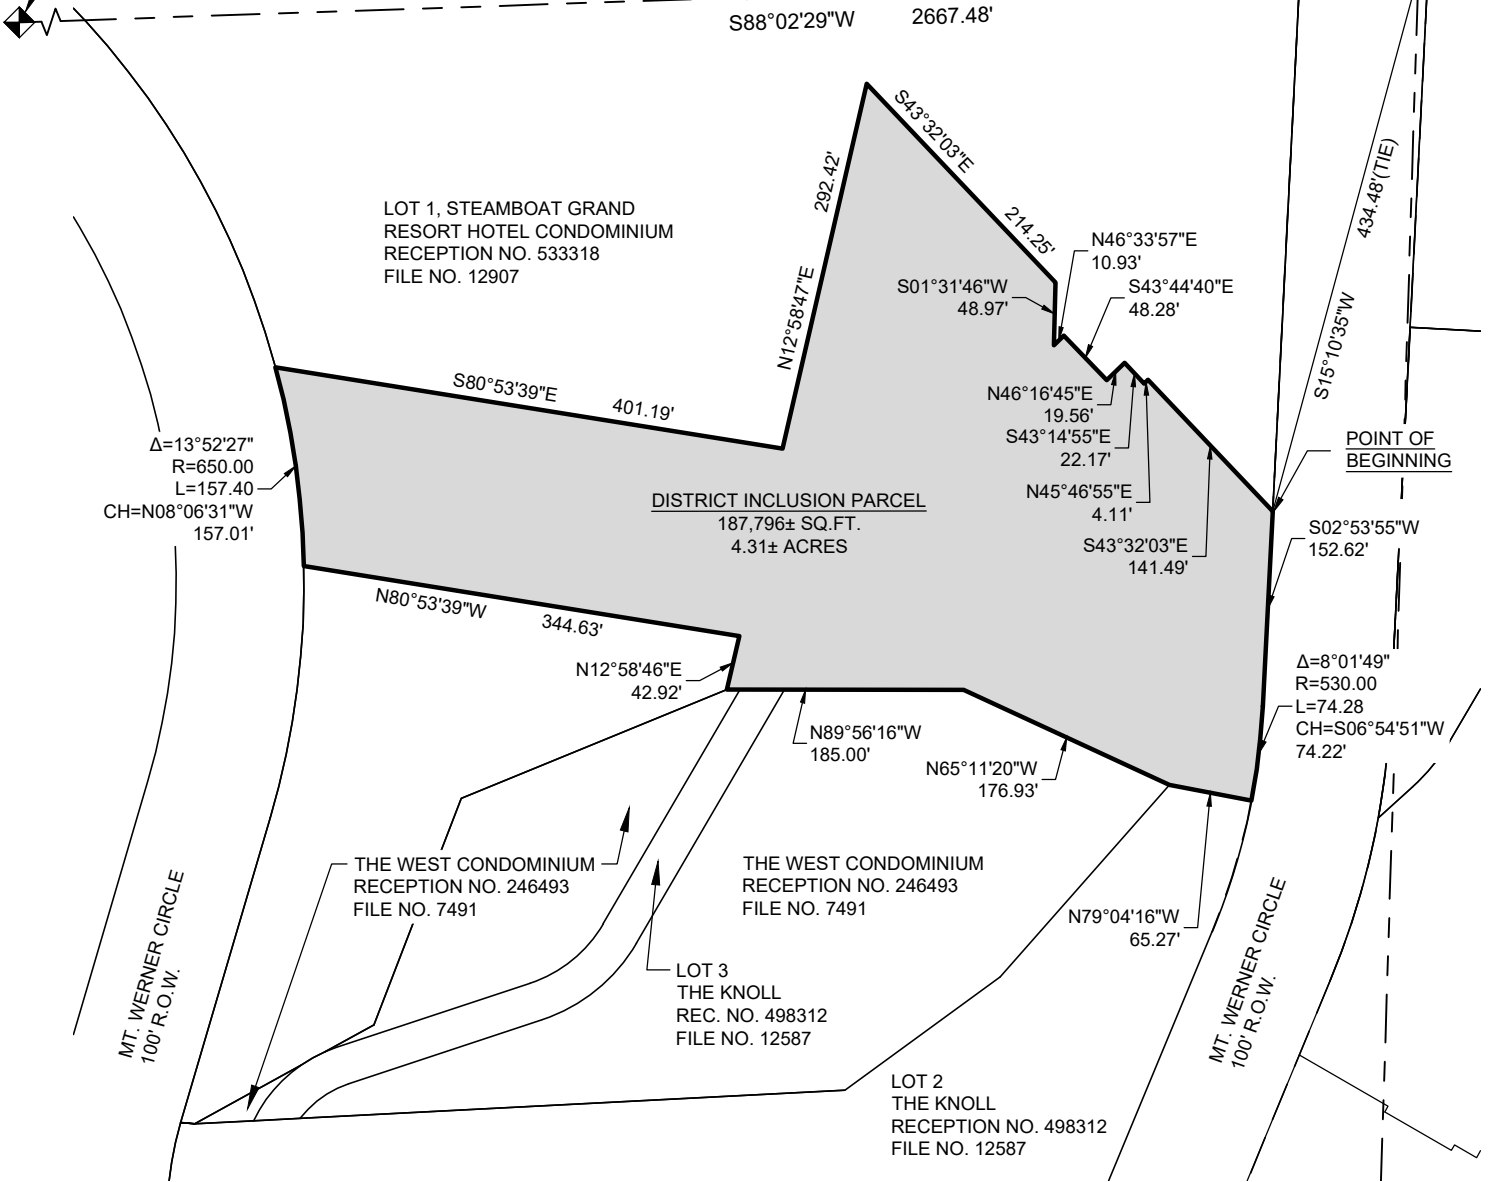 S88°02'29"W 2667.48'
S43°32'03"E
214.25'
292.42'
N12°58'47"E
434.48'(TIE)
S15°10'35"W
LOT 1, STEAMBOAT GRAND
RESORT HOTEL CONDOMINIUM
RECEPTION NO. 533318
FILE NO. 12907
N46°33'57"E
10.93'
S01°31'46"W
48.97'
S43°44'40"E
48.28'
S80°53'39"E
401.19'
N46°16'45"E
19.56'
S43°14'55"E
22.17'
N45°46'55"E
4.11'
S43°32'03"E
141.49'
POINT OF
BEGINNING
Δ=13°52'27"
R=650.00
L=157.40
CH=N08°06'31"W
157.01'
DISTRICT INCLUSION PARCEL
187,796± SQ.FT.
4.31± ACRES
S02°53'55"W
152.62'
N80°53'39"W
344.63'
N12°58'46"E
42.92'
Δ=8°01'49"
R=530.00
L=74.28
CH=S06°54'51"W
74.22'
N89°56'16"W
185.00'
N65°11'20"W
176.93'
N79°04'16"W
65.27'
THE WEST CONDOMINIUM
RECEPTION NO. 246493
FILE NO. 7491
THE WEST CONDOMINIUM
RECEPTION NO. 246493
FILE NO. 7491
LOT 3
THE KNOLL
REC. NO. 498312
FILE NO. 12587
LOT 2
THE KNOLL
RECEPTION NO. 498312
FILE NO. 12587
MT. WERNER CIRCLE
100' R.O.W.
MT. WERNER CIRCLE
100' R.O.W.